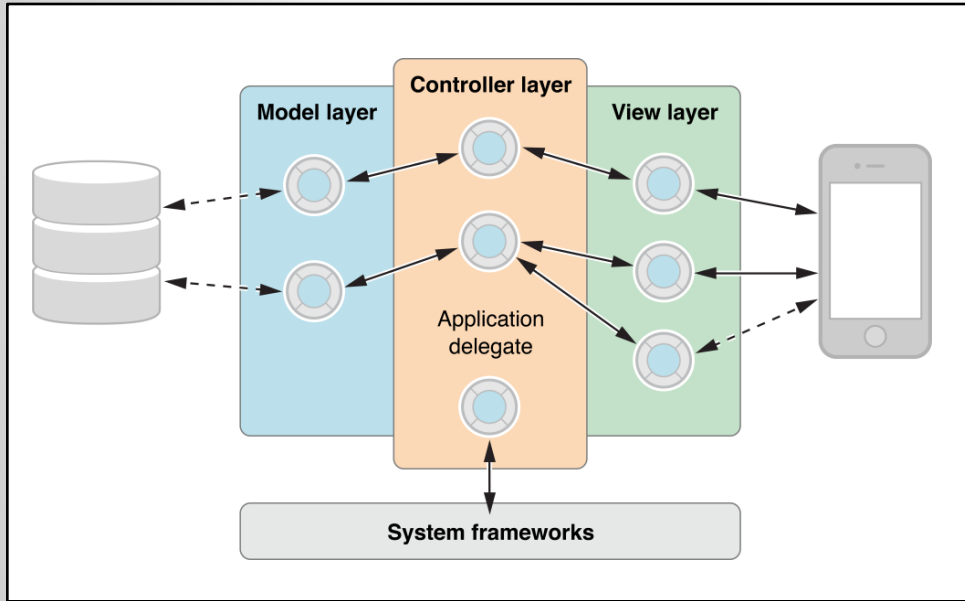 Controller layer
Model layer
View layer
Application
delegate
System frameworks